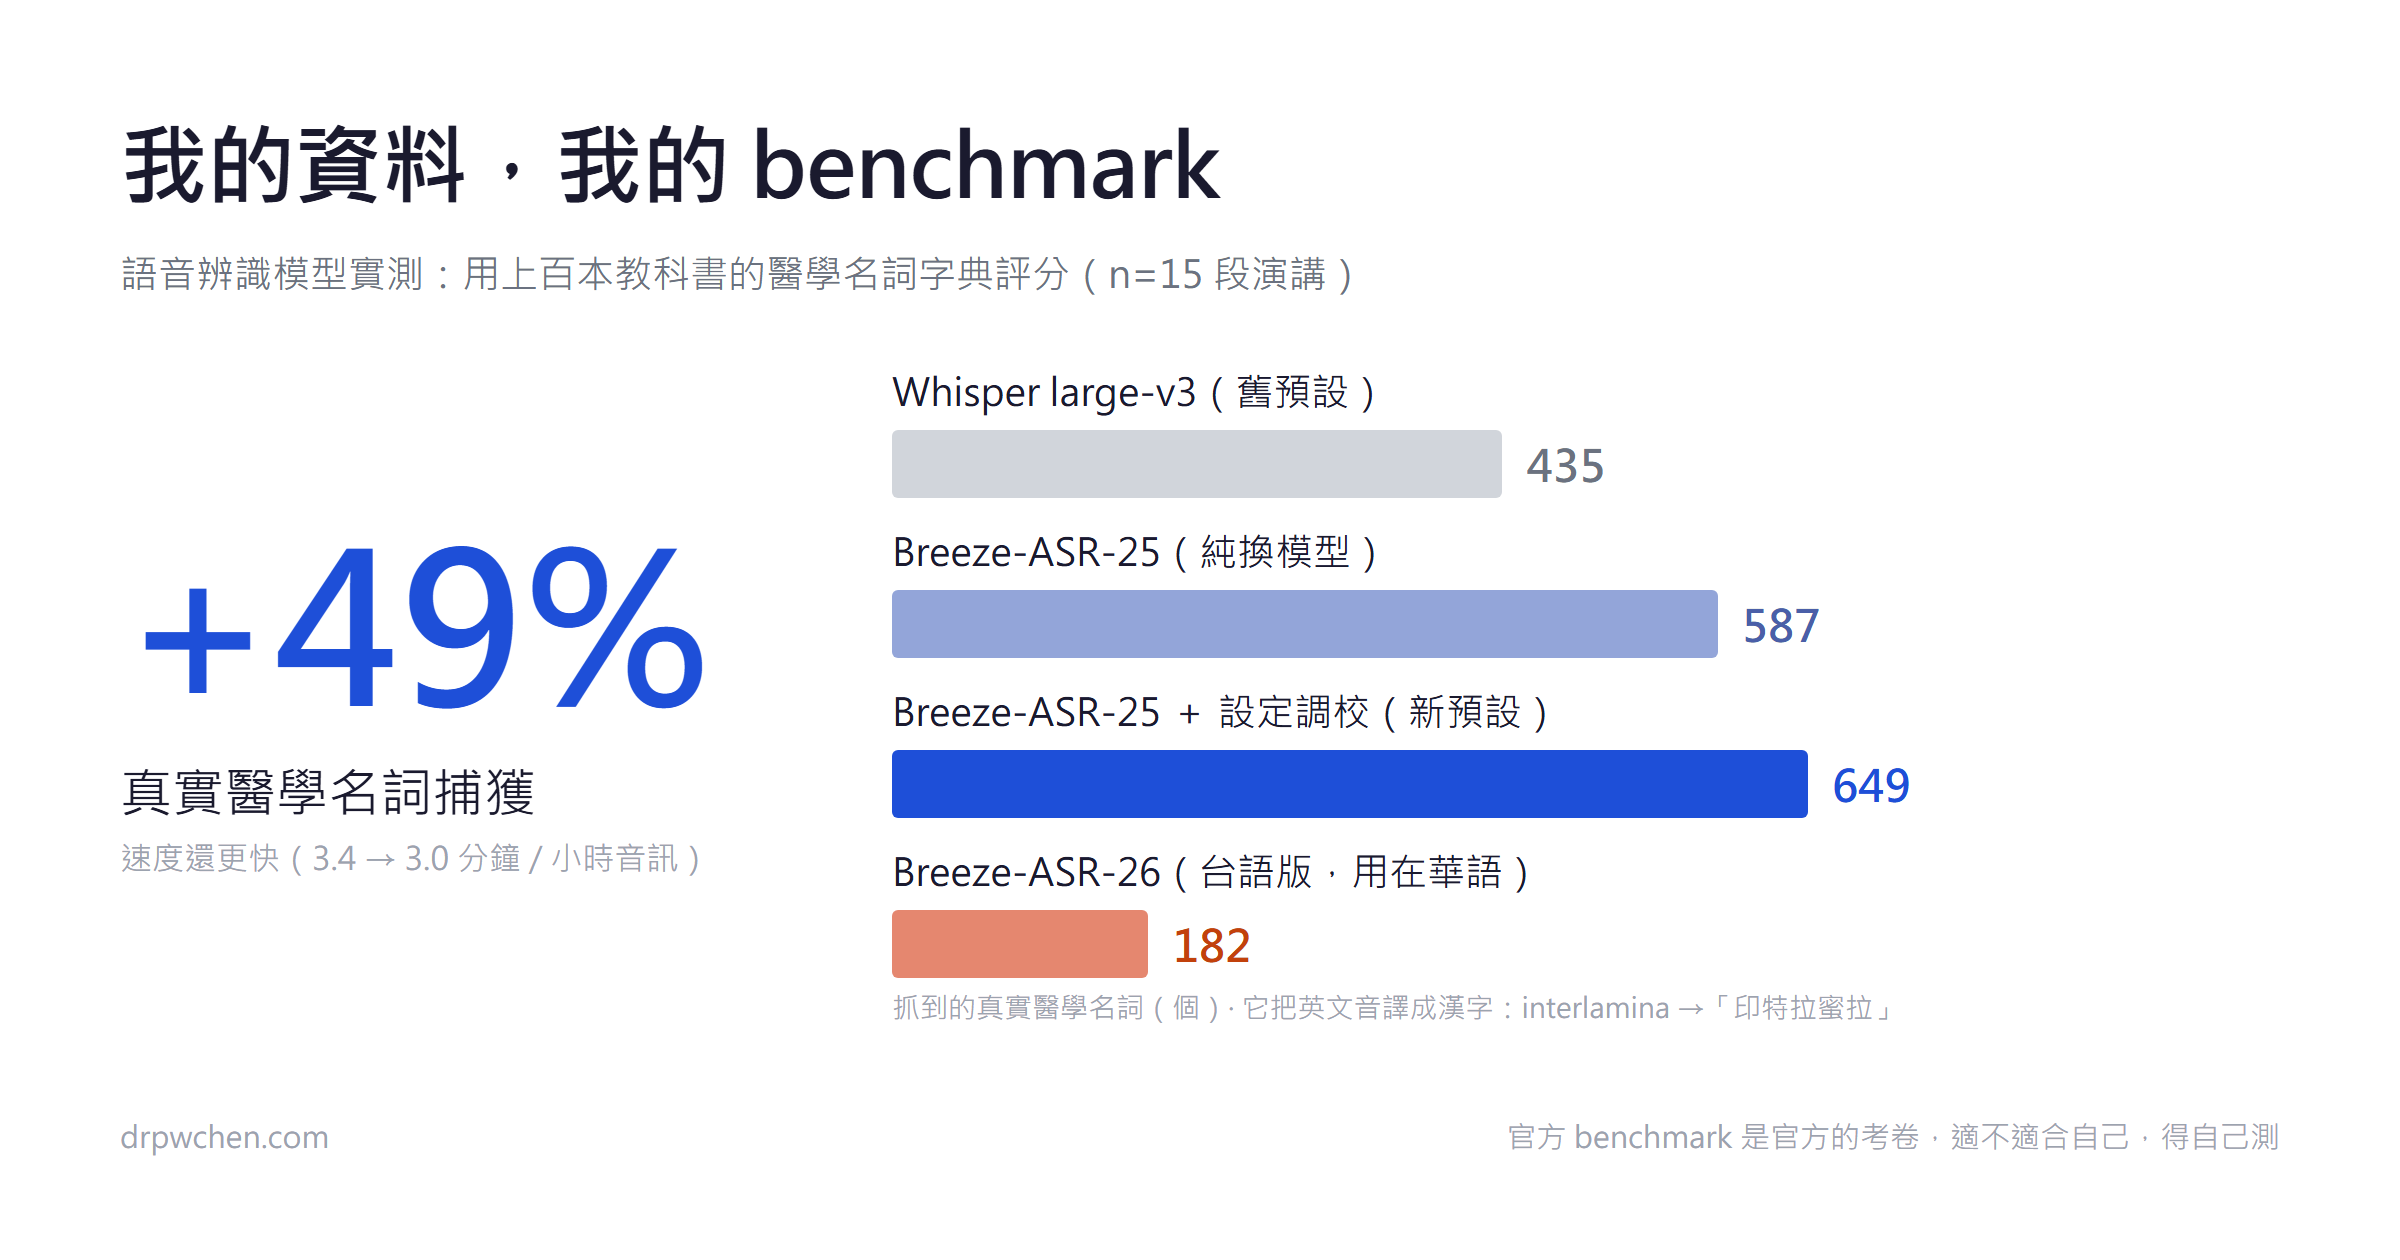 我的資料，我的 benchmark
語音辨識模型實測：用上百本教科書的醫學名詞字典評分（n=15 段演講）
+49%
真實醫學名詞捕獲
速度還更快（3.4 → 3.0 分鐘 / 小時音訊）
Whisper large-v3（舊預設）
435
Breeze-ASR-25（純換模型）
587
Breeze-ASR-25 + 設定調校（新預設）
649
Breeze-ASR-26（台語版，用在華語）
182
抓到的真實醫學名詞（個）· 它把英文音譯成漢字：interlamina →「印特拉蜜拉」
drpwchen.com
官方 benchmark 是官方的考卷，適不適合自己，得自己測